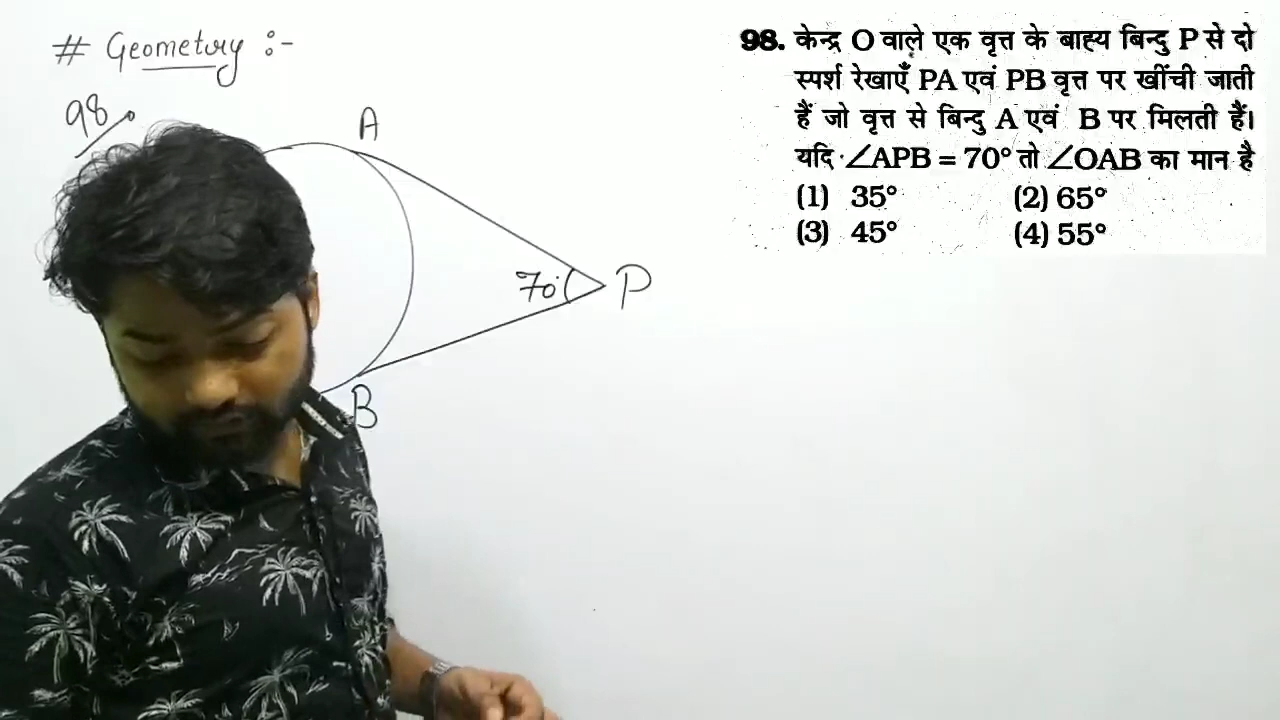 # Geometry :-
98.
A
70°
P
B
98. केन्द्र O वाले एक वृत्त के बाह्य बिन्दु P से दो
स्पर्श रेखाएँ PA एवं PB वृत्त पर खींची जाती
हैं जो वृत्त से बिन्दु A एवं B पर मिलती हैं।
यदि ∠APB = 70° तो ∠OAB का मान है
(1) 35° (2) 65°
(3) 45° (4) 55°